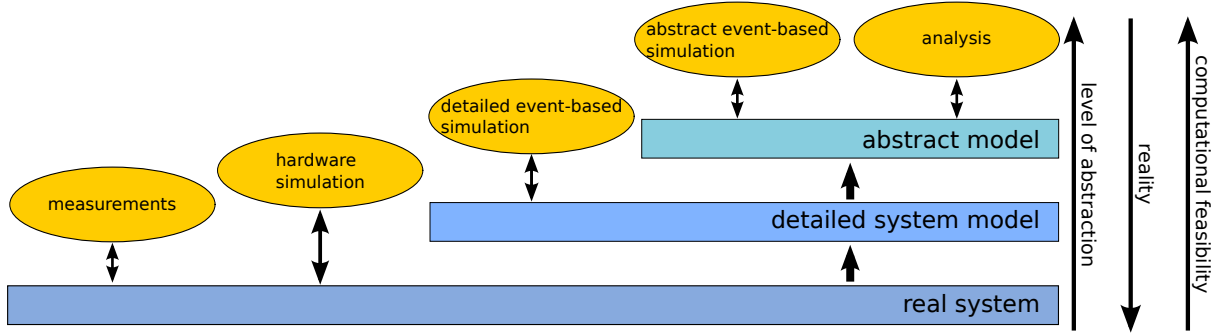 abstract event-based
simulation
analysis
detailed event-based
simulation
abstract model
hardware
simulation
measurements
detailed system model
real system
level of abstraction
reality
computational feasibility